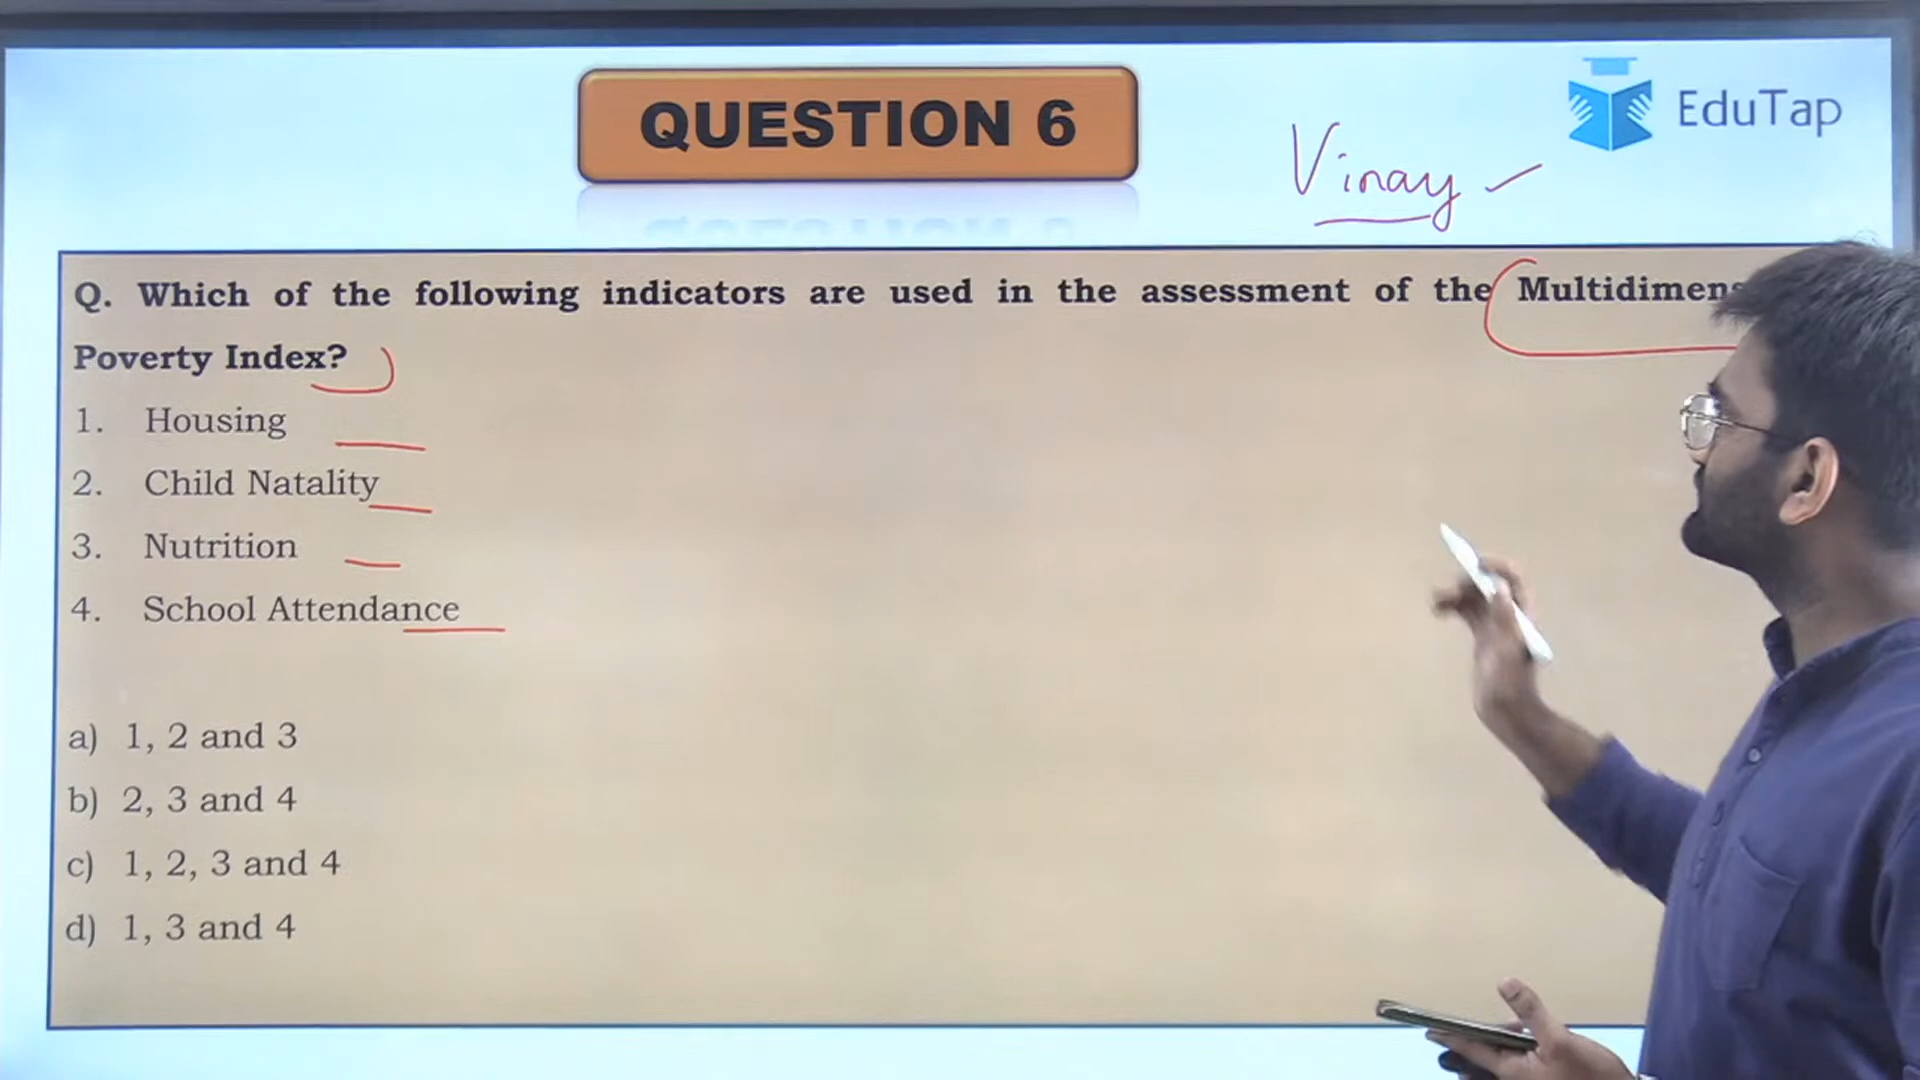 QUESTION 6
EduTap
Vinay
Q. Which of the following indicators are used in the assessment of the
Poverty Index?
1. Housing
2. Child Natality
3. Nutrition
4. School Attendance
a) 1, 2 and 3
b) 2, 3 and 4
c) 1, 2, 3 and 4
d) 1, 3 and 4